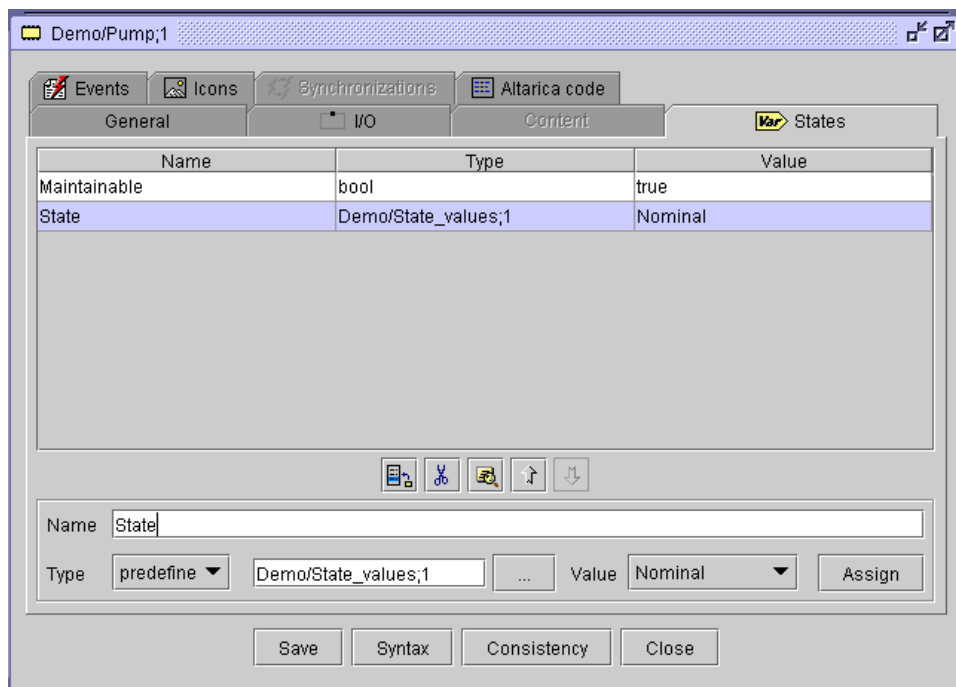 Demo/Pump;1
Events Icons Synchronizations Altarica code
General I/O Content Var States
Name Type Value
Maintainable bool true
State Demo/State_values;1 Nominal
Name State
Type predefine Demo/State_values;1 ... Value Nominal Assign
Save Syntax Consistency Close